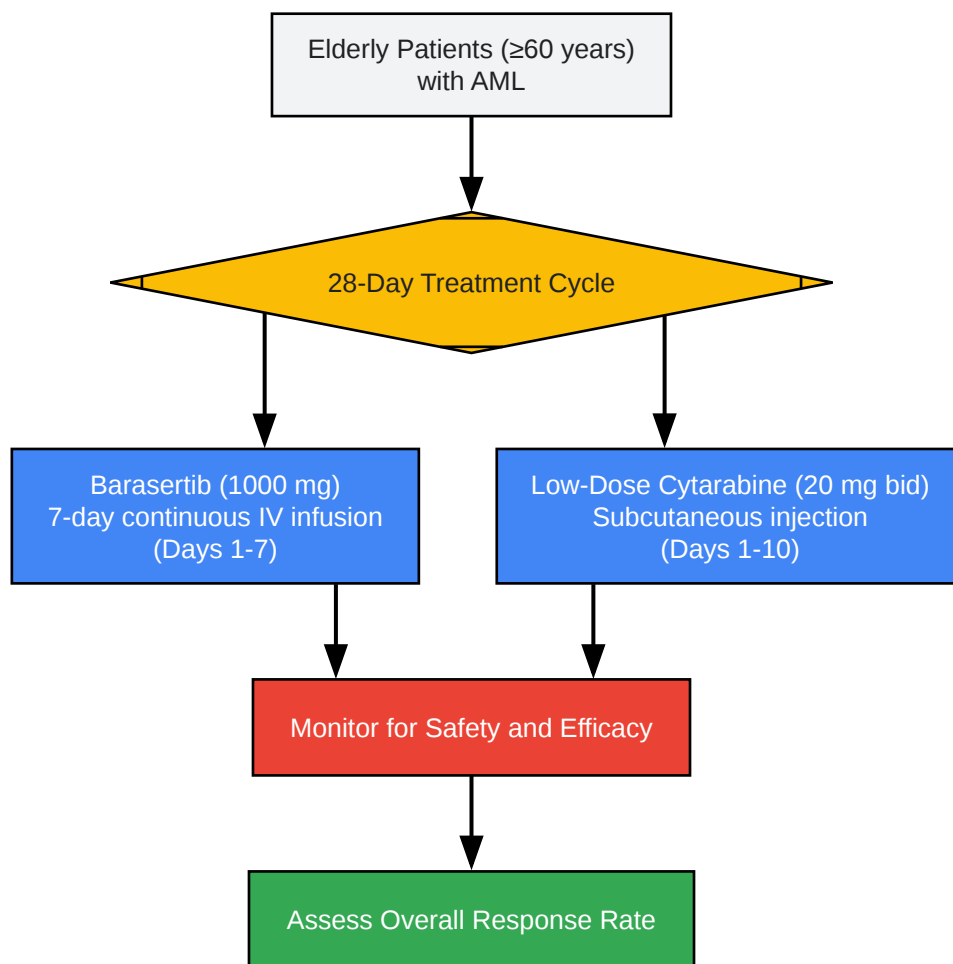 Elderly Patients (≥60 years)
with AML
28-Day Treatment Cycle
Barasertib (1000 mg)
7-day continuous IV infusion
(Days 1-7)
Low-Dose Cytarabine (20 mg bid)
Subcutaneous injection
(Days 1-10)
Monitor for Safety and Efficacy
Assess Overall Response Rate